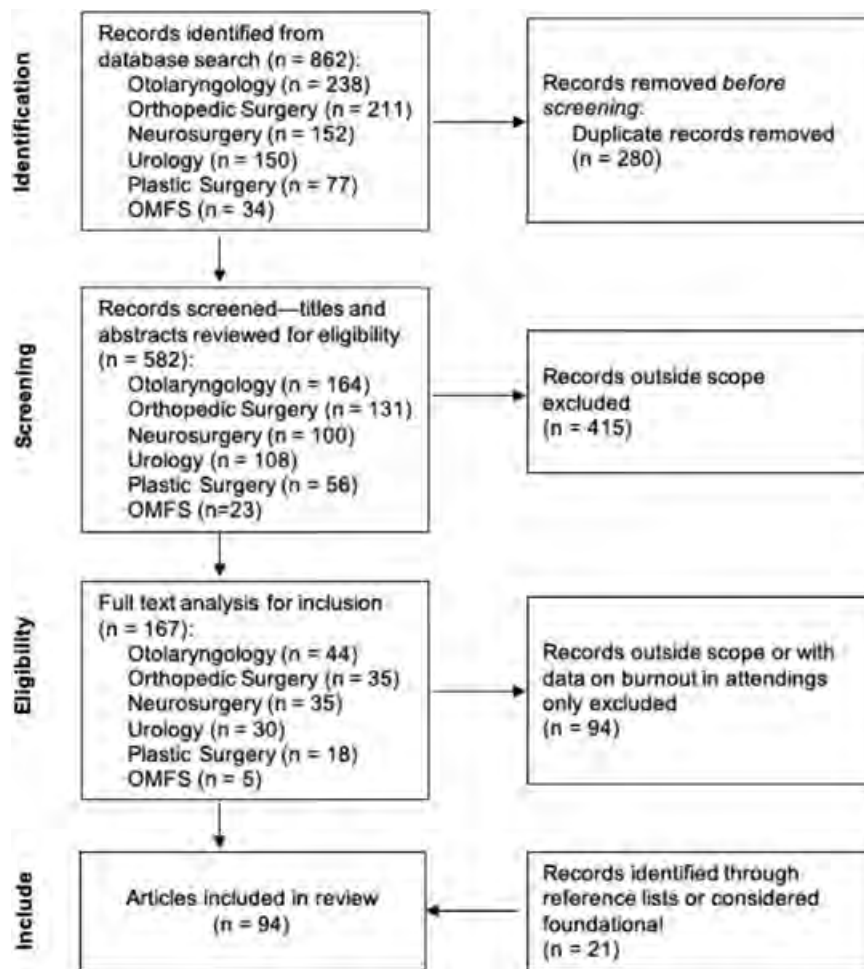 Identification
Records identified from
database search (n = 862):
Otolaryngology (n = 238)
Orthopedic Surgery (n = 211)
Neurosurgery (n = 152)
Urology (n = 150)
Plastic Surgery (n = 77)
OMFS (n = 34)
Records removed before
screening:
Duplicate records removed
(n = 280)
Screening
Records screened—titles and
abstracts reviewed for eligibility
(n = 582):
Otolaryngology (n = 164)
Orthopedic Surgery (n = 131)
Neurosurgery (n = 100)
Urology (n = 108)
Plastic Surgery (n = 56)
OMFS (n=23)
Records outside scope
excluded
(n = 415)
Eligibility
Full text analysis for inclusion
(n = 167):
Otolaryngology (n = 44)
Orthopedic Surgery (n = 35)
Neurosurgery (n = 35)
Urology (n = 30)
Plastic Surgery (n = 18)
OMFS (n = 5)
Records outside scope or with
data on burnout in attendings
only excluded
(n = 94)
Include
Articles included in review
(n = 94)
Records identified through
reference lists or considered
foundational
(n = 21)